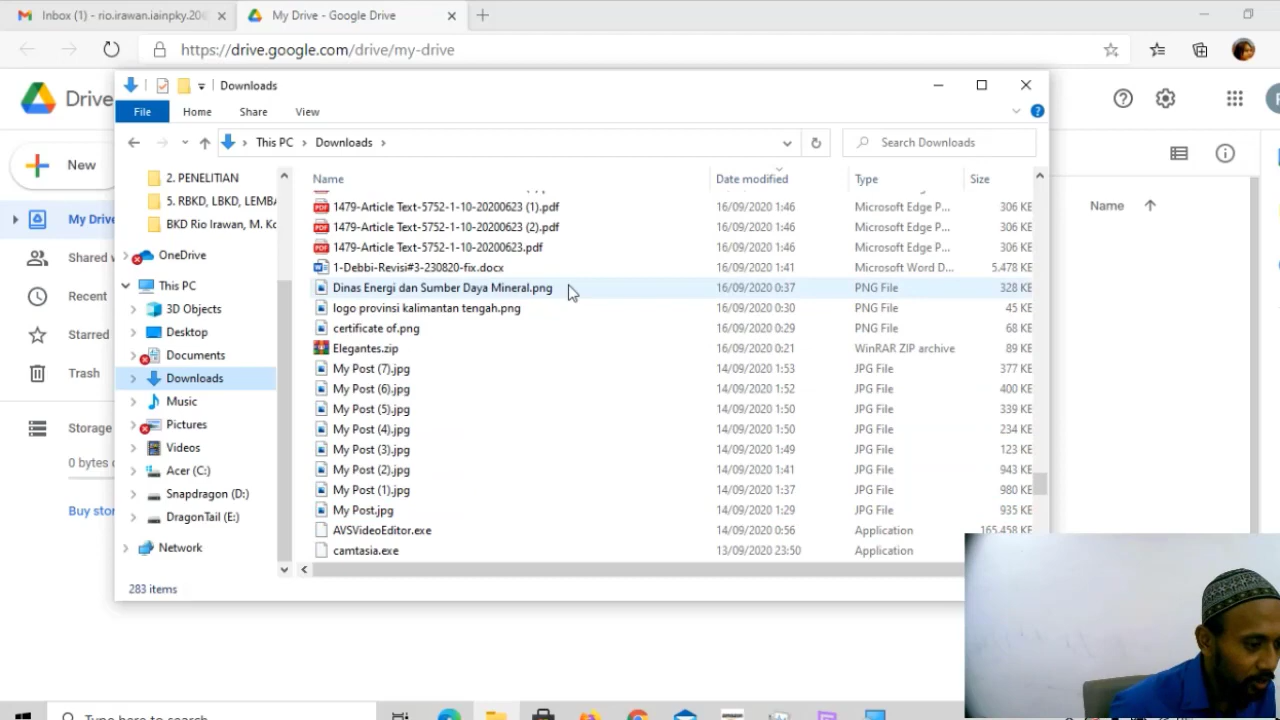 Inbox (1) - rio.irawan.iainpky.20@
My Drive - Google Drive
https://drive.google.com/drive/my-drive
Drive
New
My Drive
Shared w
Recent
Starred
Trash
Storage
0 bytes o
Buy stor
Name
Downloads
File Home Share View
This PC > Downloads >
Search Downloads
2. PENELITIAN
5. RBKD, LBKD, LEMBA
BKD Rio Irawan, M. Ko
OneDrive
This PC
3D Objects
Desktop
Documents
Downloads
Music
Pictures
Videos
Acer (C:)
Snapdragon (D:)
DragonTail (E:)
Network
Name Date modified Type Size
1479-Article Text-5752-1-10-20200623 (1).pdf 16/09/2020 1:46 Microsoft Edge P... 306 KB
1479-Article Text-5752-1-10-20200623 (2).pdf 16/09/2020 1:46 Microsoft Edge P... 306 KB
1479-Article Text-5752-1-10-20200623.pdf 16/09/2020 1:46 Microsoft Edge P... 306 KB
1-Debbi-Revisi#3-230820-fix.docx 16/09/2020 1:41 Microsoft Word D... 5.478 KB
Dinas Energi dan Sumber Daya Mineral.png 16/09/2020 0:37 PNG File 328 KB
logo provinsi kalimantan tengah.png 16/09/2020 0:30 PNG File 45 KB
certificate of.png 16/09/2020 0:29 PNG File 68 KB
Elegantes.zip 16/09/2020 0:21 WinRAR ZIP archive 89 KB
My Post (7).jpg 14/09/2020 1:53 JPG File 377 KB
My Post (6).jpg 14/09/2020 1:52 JPG File 400 KB
My Post (5).jpg 14/09/2020 1:50 JPG File 339 KB
My Post (4).jpg 14/09/2020 1:50 JPG File 234 KB
My Post (3).jpg 14/09/2020 1:49 JPG File 123 KB
My Post (2).jpg 14/09/2020 1:41 JPG File 943 KB
My Post (1).jpg 14/09/2020 1:37 JPG File 980 KB
My Post.jpg 14/09/2020 1:29 JPG File 935 KB
AVSVideoEditor.exe 14/09/2020 0:56 Application 165.458 KB
camtasia.exe 13/09/2020 23:50 Application
283 items
Type here to search